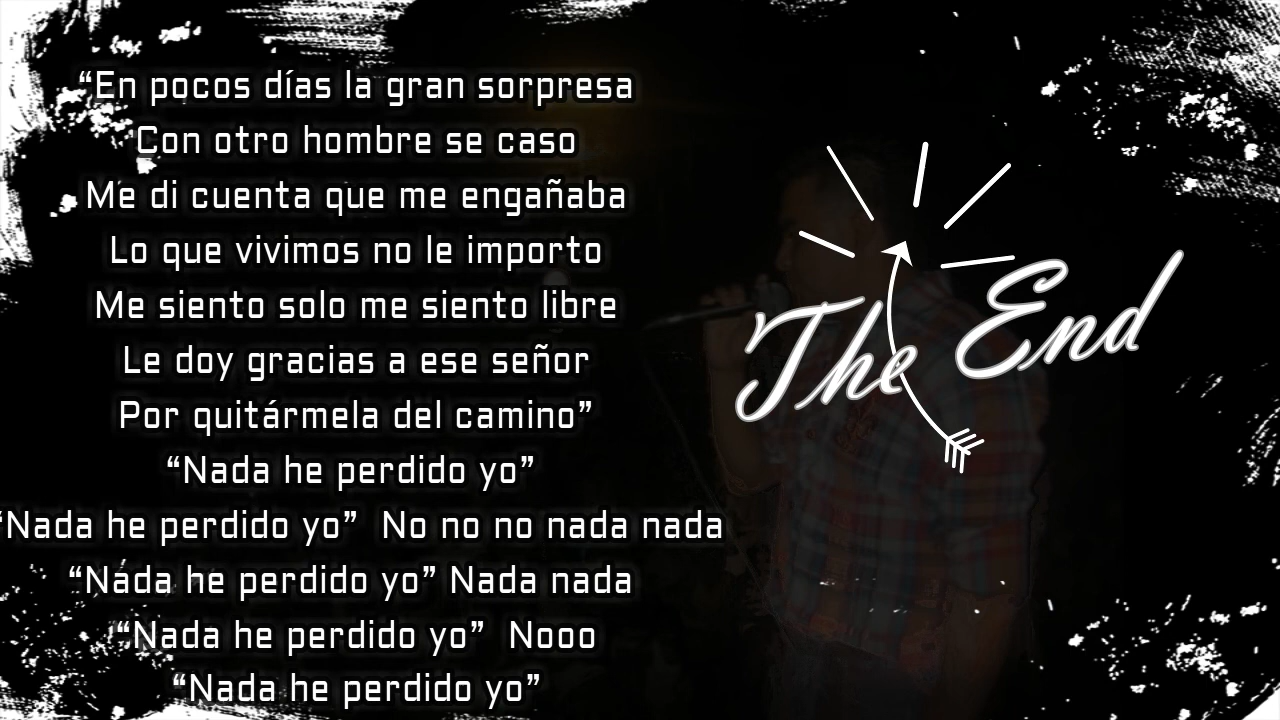 “En pocos días la gran sorpresa
Con otro hombre se caso
Me di cuenta que me engañaba
Lo que vivimos no le importo
Me siento solo me siento libre
Le doy gracias a ese señor
Por quitármela del camino”
“Nada he perdido yo”
“Nada he perdido yo”  No no no nada nada
“Nada he perdido yo” Nada nada
“Nada he perdido yo”  Nooo
“Nada he perdido yo”
The End